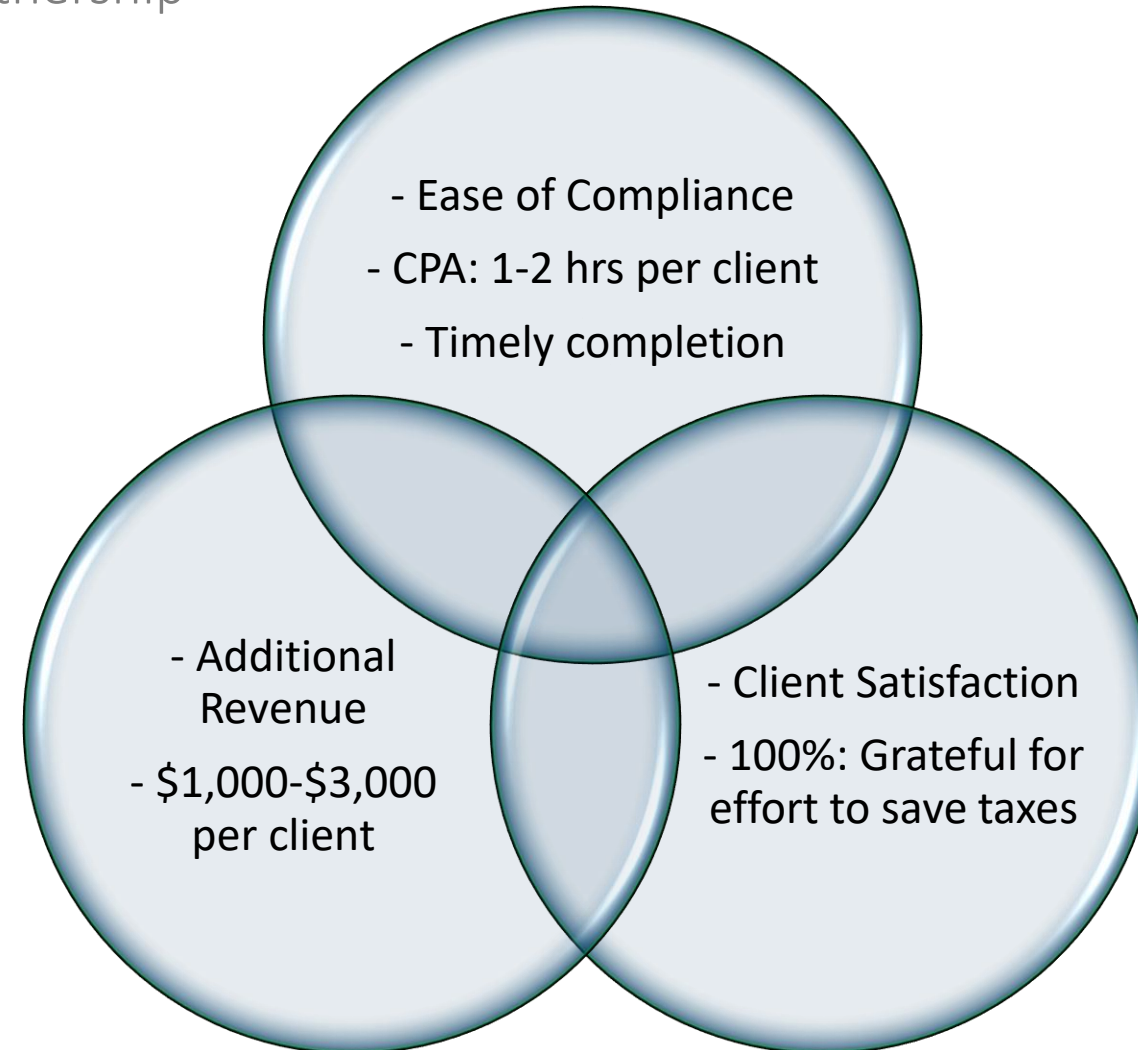 - Ease of Compliance
- CPA: 1-2 hrs per client
- Timely completion
- Additional
Revenue
- $1,000-$3,000
per client
- Client Satisfaction
- 100%: Grateful for
effort to save taxes